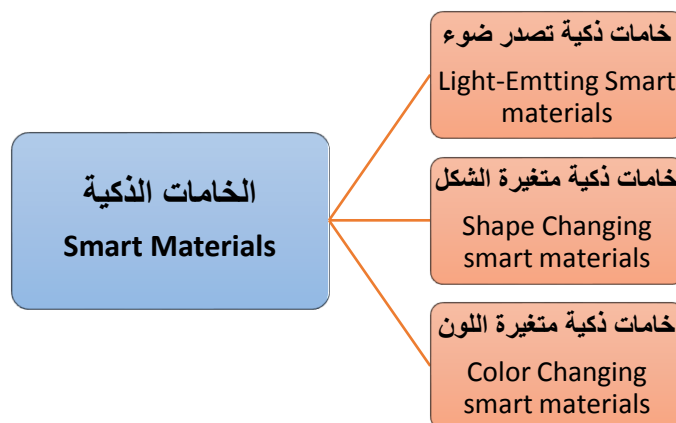 الخامات الذكية
Smart Materials
خامات ذكية تصدر ضوء
Light-Emtting Smart
materials
خامات ذكية متغيرة الشكل
Shape Changing
smart materials
خامات ذكية متغيرة اللون
Color Changing
smart materials